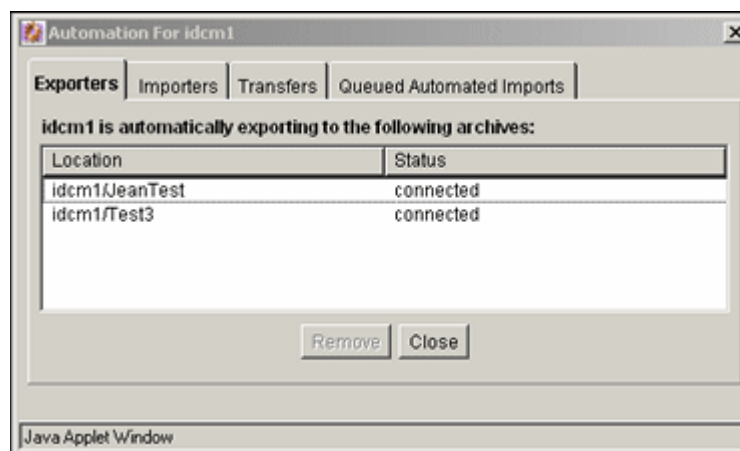 Automation For idcm1
Exporters Importers Transfers Queued Automated Imports
idcm1 is automatically exporting to the following archives:
Location Status
idcm1/JeanTest connected
idcm1/Test3 connected
Remove Close
Java Applet Window